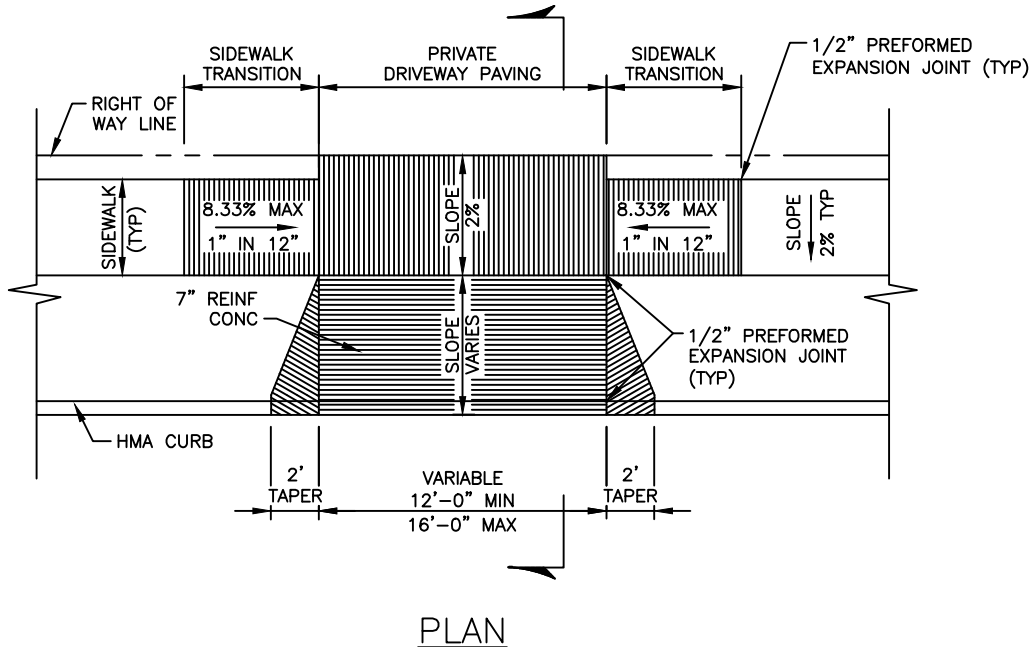 SIDEWALK
TRANSITION
PRIVATE
DRIVEWAY PAVING
SIDEWALK
TRANSITION
1/2" PREFORMED
EXPANSION JOINT (TYP)
RIGHT OF
WAY LINE
SIDEWALK
(TYP)
8.33% MAX
1" IN 12"
SLOPE
2%
8.33% MAX
1" IN 12"
SLOPE
2% TYP
7" REINF
CONC
SLOPE
VARIES
1/2" PREFORMED
EXPANSION JOINT
(TYP)
HMA CURB
2'
TAPER
VARIABLE
12'-0" MIN
16'-0" MAX
2'
TAPER
PLAN